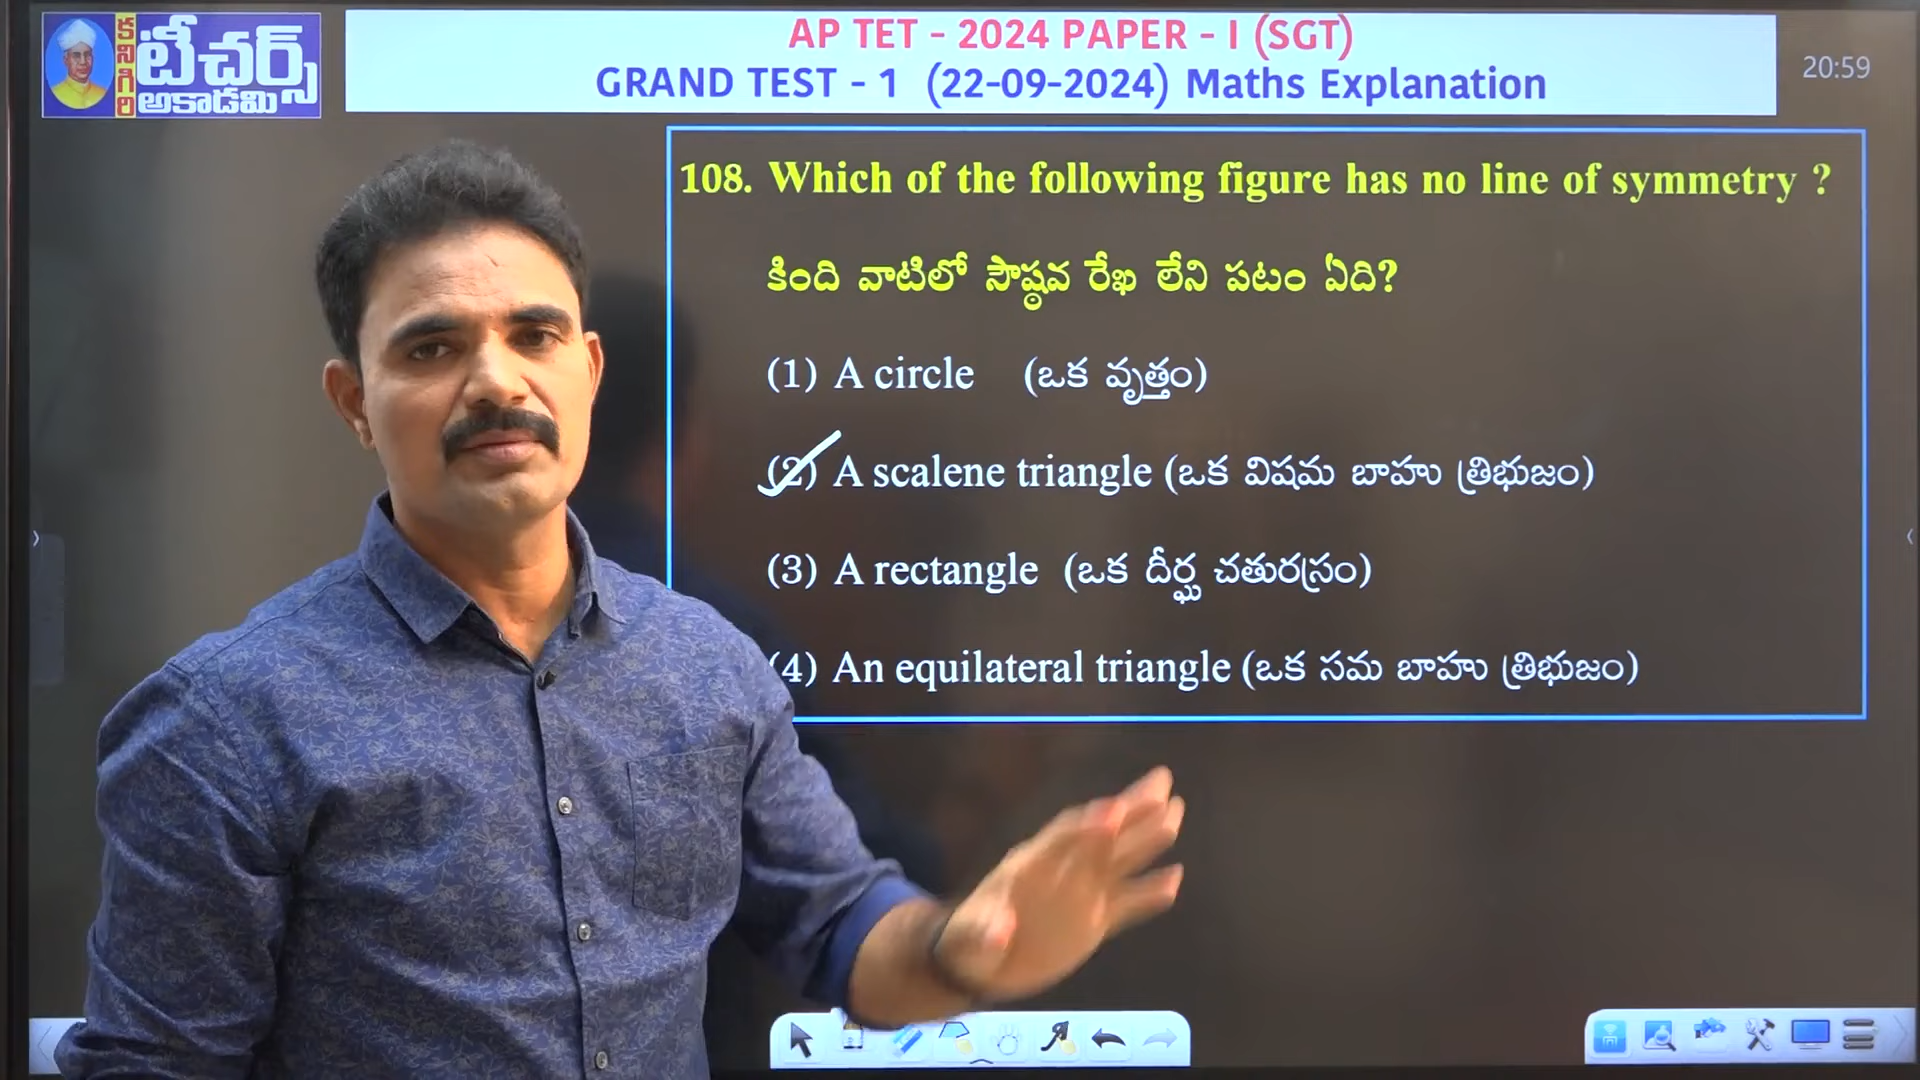 కనిగిరి
టీచర్స్
అకాడమి
AP TET - 2024 PAPER - I (SGT)
GRAND TEST - 1 (22-09-2024) Maths Explanation
20:59
108. Which of the following figure has no line of symmetry ?
కింది వాటిలో సౌష్ఠవ రేఖ లేని పటం ఏది?
(1) A circle (ఒక వృత్తం)
(2) A scalene triangle (ఒక విషమ బాహు త్రిభుజం)
(3) A rectangle (ఒక దీర్ఘ చతురస్రం)
(4) An equilateral triangle (ఒక సమ బాహు త్రిభుజం)